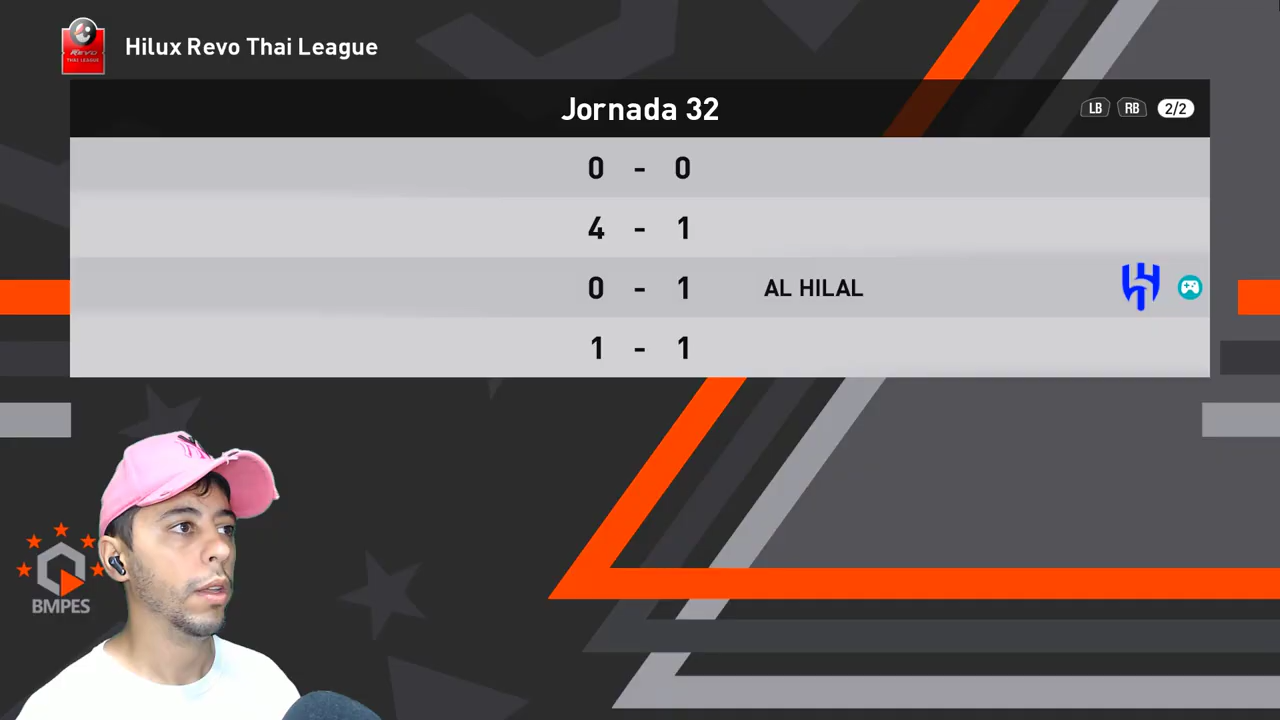 Hilux Revo Thai League
REVO
THAI LEAGUE
Jornada 32
LB RB 2/2
0 - 0
4 - 1
0 - 1 AL HILAL
1 - 1
BMPES